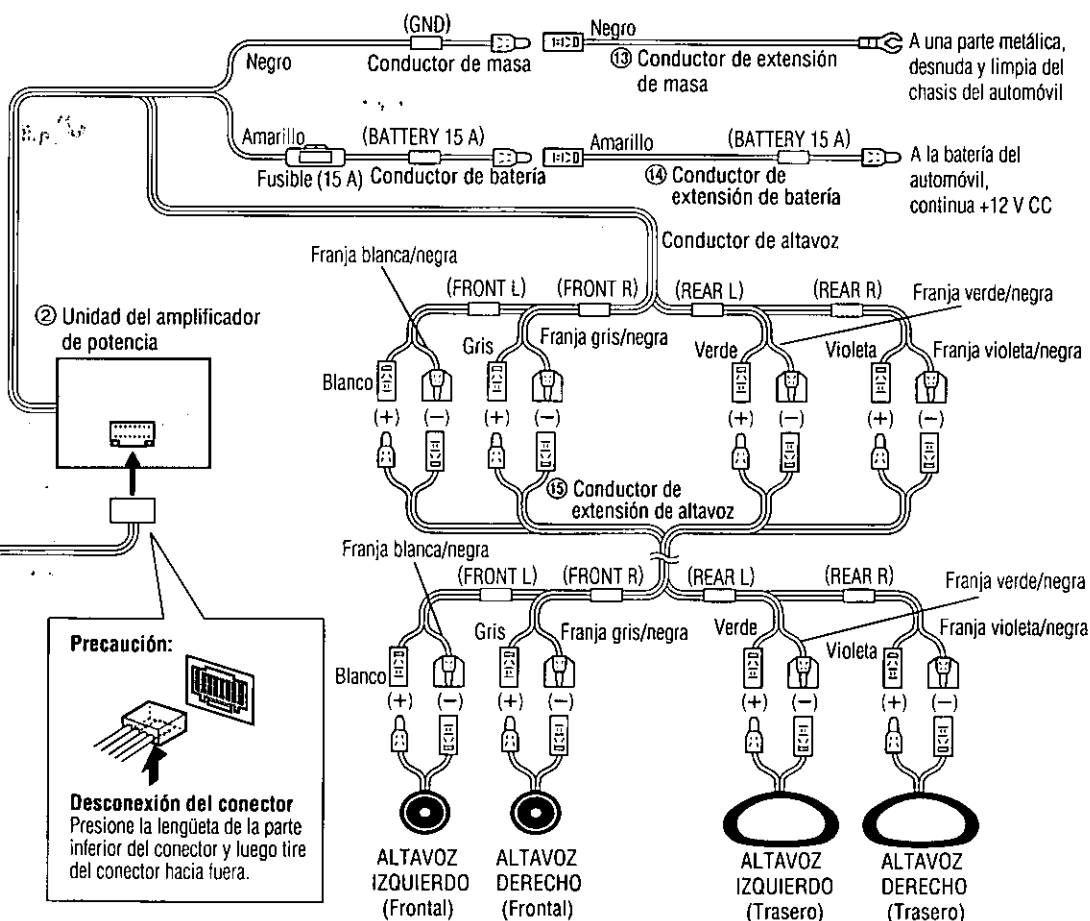 (GND)
Negro
Conductor de masa
Negro
⑬ Conductor de extensión
de masa
A una parte metálica,
desnuda y limpia del
chasis del automóvil
Amarillo
Fusible (15 A)
(BATTERY 15 A)
Conductor de batería
Amarillo
(BATTERY 15 A)
⑭ Conductor de
extensión de batería
A la batería del
automóvil,
continua +12 V CC
Conductor de altavoz
Franja blanca/negra
(FRONT L)
(FRONT R)
(REAR L)
(REAR R)
Franja verde/negra
② Unidad del amplificador
de potencia
Blanco
Gris
Franja gris/negra
Verde
Violeta
Franja violeta/negra
(+)
(−)
(+)
(−)
(+)
(−)
(+)
(−)
⑮ Conductor de
extensión de altavoz
Franja blanca/negra
(FRONT L)
(FRONT R)
(REAR L)
(REAR R)
Franja verde/negra
Blanco
Gris
Franja gris/negra
Verde
Violeta
Franja violeta/negra
(+)
(−)
(+)
(−)
(+)
(−)
(+)
(−)
Precaución:
Desconexión del conector
Presione la lengüeta de la parte
inferior del conector y luego tire
del conector hacia fuera.
ALTAVOZ
IZQUIERDO
(Frontal)
ALTAVOZ
DERECHO
(Frontal)
ALTAVOZ
IZQUIERDO
(Trasero)
ALTAVOZ
DERECHO
(Trasero)